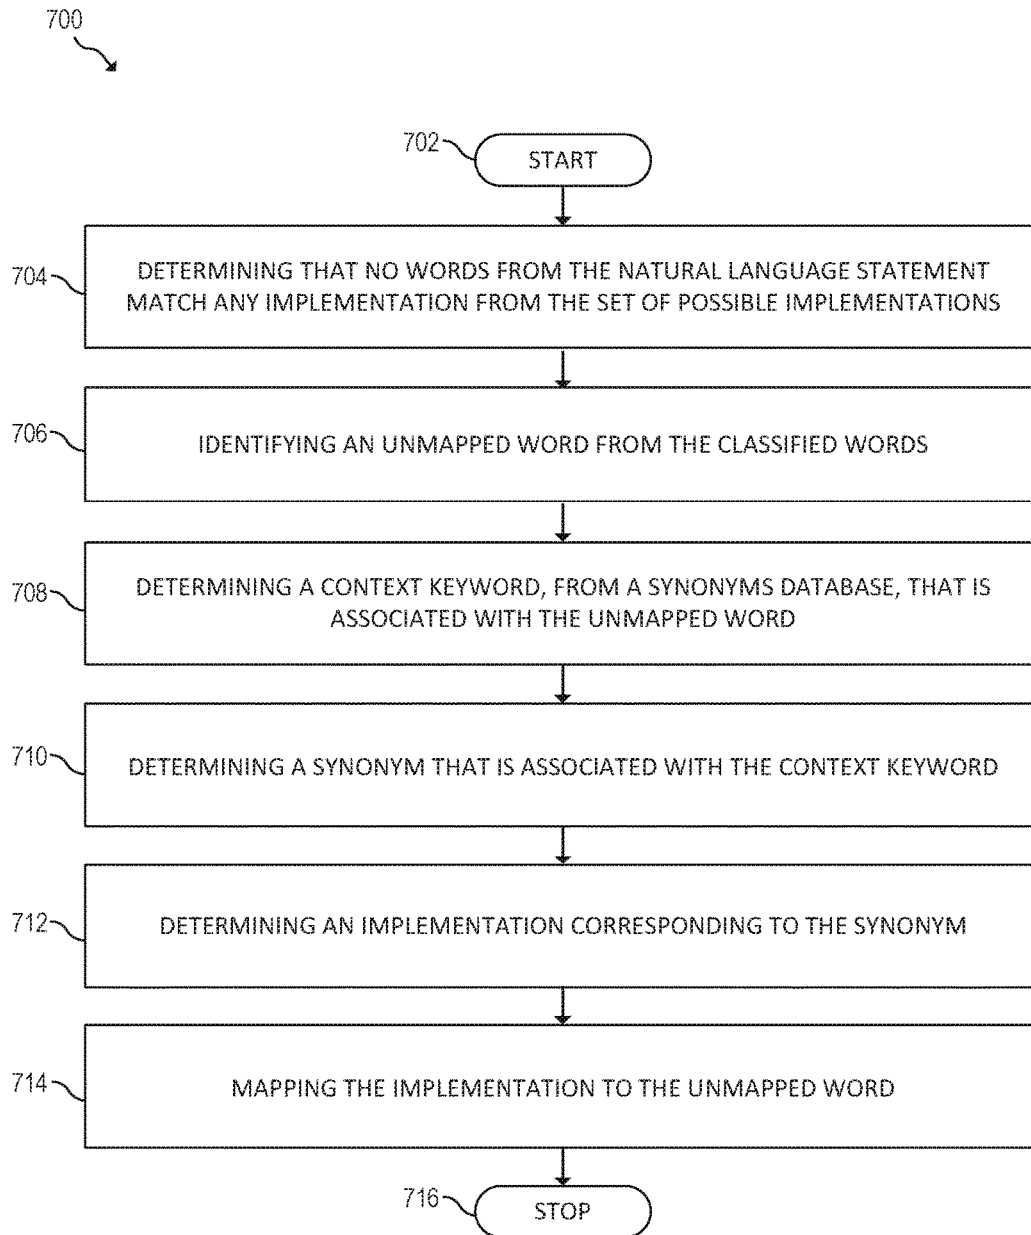 700
702
START
704
DETERMINING THAT NO WORDS FROM THE NATURAL LANGUAGE STATEMENT
MATCH ANY IMPLEMENTATION FROM THE SET OF POSSIBLE IMPLEMENTATIONS
706
IDENTIFYING AN UNMAPPED WORD FROM THE CLASSIFIED WORDS
708
DETERMINING A CONTEXT KEYWORD, FROM A SYNONYMS DATABASE, THAT IS
ASSOCIATED WITH THE UNMAPPED WORD
710
DETERMINING A SYNONYM THAT IS ASSOCIATED WITH THE CONTEXT KEYWORD
712
DETERMINING AN IMPLEMENTATION CORRESPONDING TO THE SYNONYM
714
MAPPING THE IMPLEMENTATION TO THE UNMAPPED WORD
716
STOP